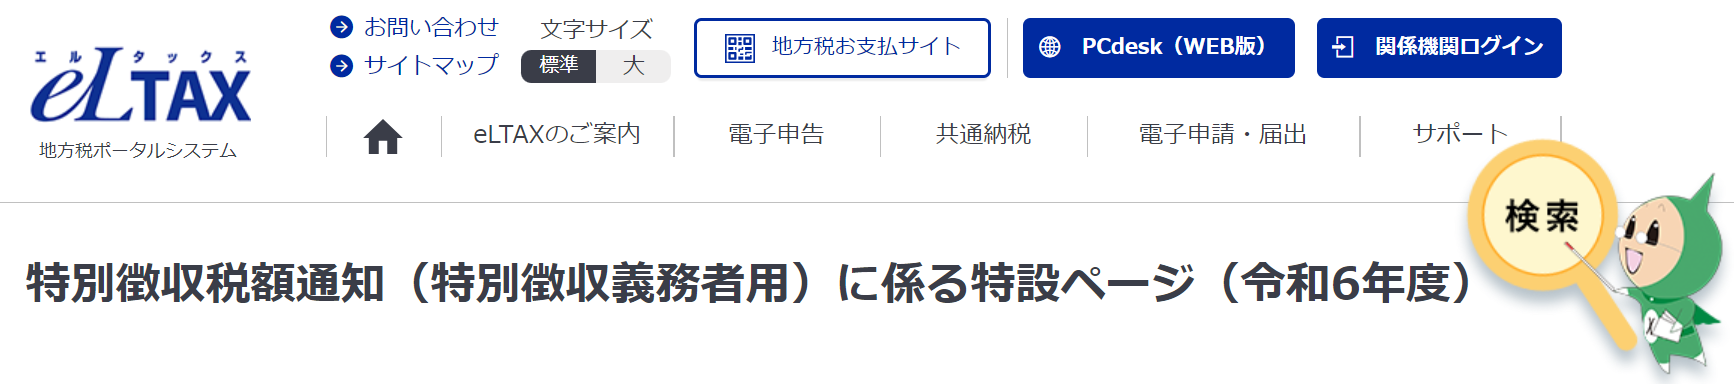 エルタックス
eLTAX
地方税ポータルシステム
お問い合わせ
サイトマップ
文字サイズ
標準
大
地方税お支払サイト
PCdesk（WEB版）
関係機関ログイン
eLTAXのご案内
電子申告
共通納税
電子申請・届出
サポート
検索
特別徴収税額通知（特別徴収義務者用）に係る特設ページ（令和6年度）